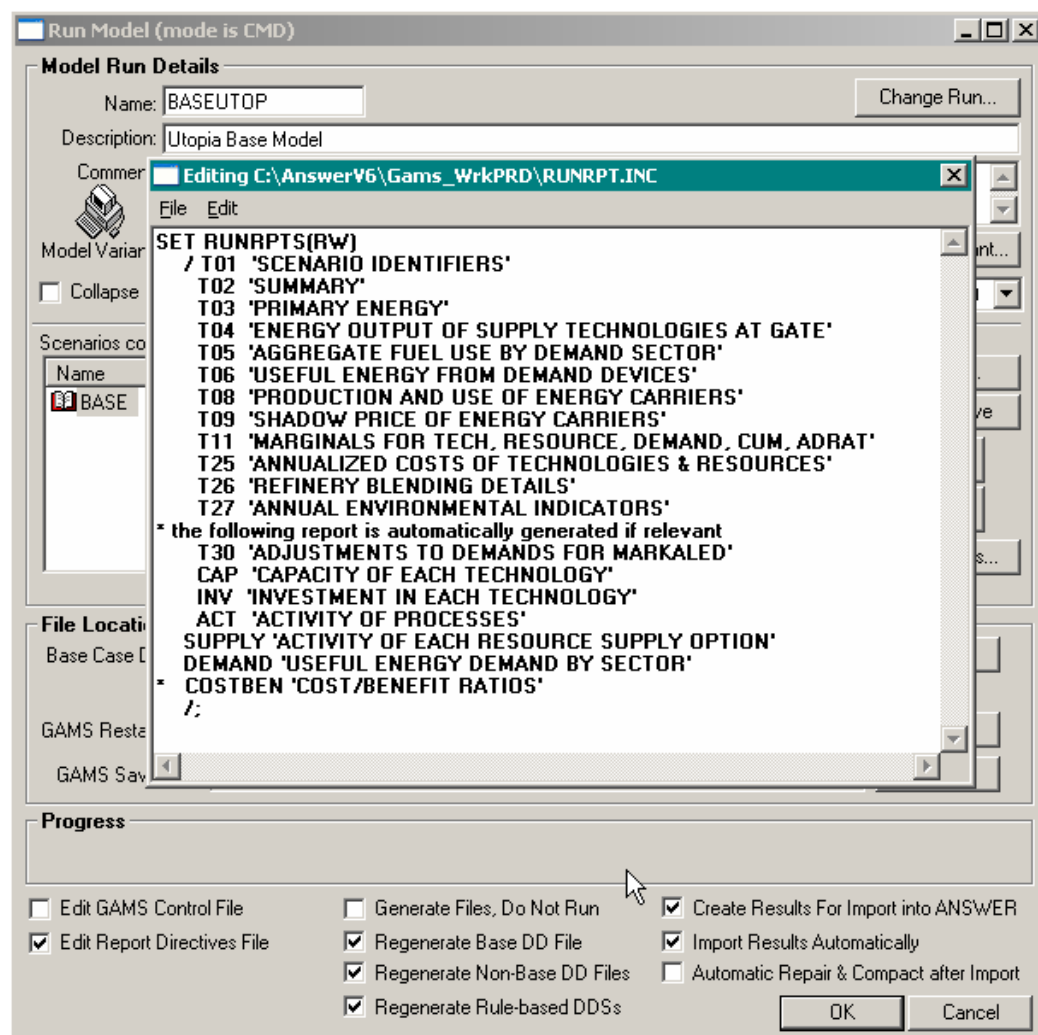 Run Model (mode is CMD)
Model Run Details
Name: BASEUTOP
Change Run...
Description: Utopia Base Model
Editing C:\AnswerV6\Gams_WrkPRD\RUNRPT.INC
File Edit
SET RUNRPTS(RW)
/ T01 'SCENARIO IDENTIFIERS'
T02 'SUMMARY'
T03 'PRIMARY ENERGY'
T04 'ENERGY OUTPUT OF SUPPLY TECHNOLOGIES AT GATE'
T05 'AGGREGATE FUEL USE BY DEMAND SECTOR'
T06 'USEFUL ENERGY FROM DEMAND DEVICES'
T08 'PRODUCTION AND USE OF ENERGY CARRIERS'
T09 'SHADOW PRICE OF ENERGY CARRIERS'
T11 'MARGINALS FOR TECH, RESOURCE, DEMAND, CUM, ADRAT'
T25 'ANNUALIZED COSTS OF TECHNOLOGIES & RESOURCES'
T26 'REFINERY BLENDING DETAILS'
T27 'ANNUAL ENVIRONMENTAL INDICATORS'
* the following report is automatically generated if relevant
T30 'ADJUSTMENTS TO DEMANDS FOR MARKALED'
CAP 'CAPACITY OF EACH TECHNOLOGY'
INV 'INVESTMENT IN EACH TECHNOLOGY'
ACT 'ACTIVITY OF PROCESSES'
SUPPLY 'ACTIVITY OF EACH RESOURCE SUPPLY OPTION'
DEMAND 'USEFUL ENERGY DEMAND BY SECTOR'
* COSTBEN 'COST/BENEFIT RATIOS'
/;
Commer
Model Varian
Collapse
Scenarios co
Name
BASE
File Locati
Base Case D
GAMS Resta
GAMS Sav
Progress
Edit GAMS Control File
Edit Report Directives File
Generate Files, Do Not Run
Regenerate Base DD File
Regenerate Non-Base DD Files
Regenerate Rule-based DDSs
Create Results For Import into ANSWER
Import Results Automatically
Automatic Repair & Compact after Import
OK
Cancel